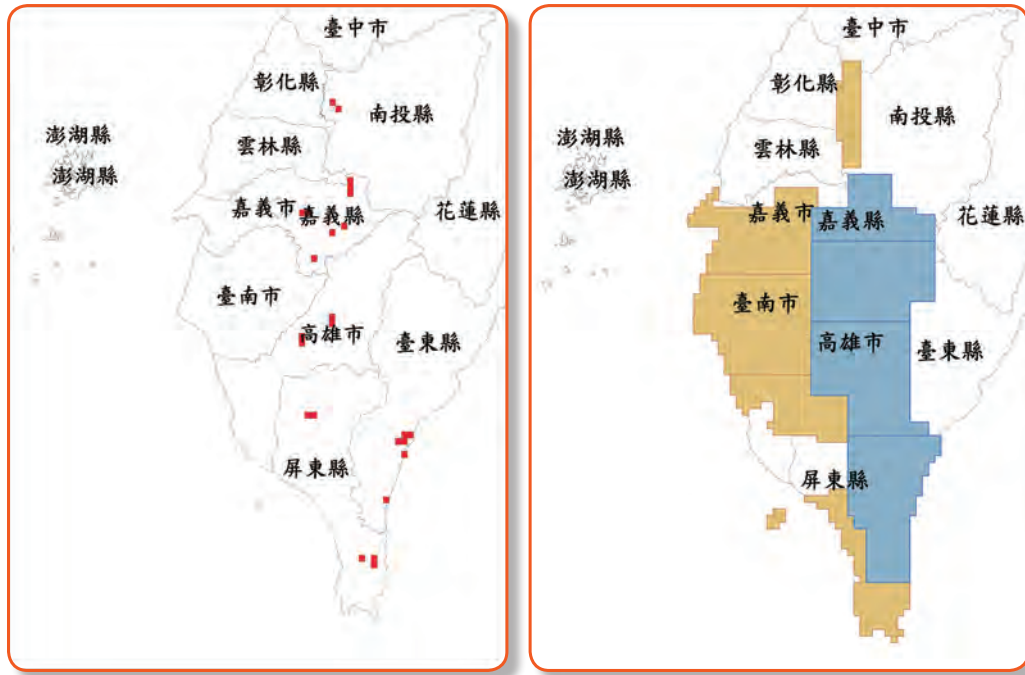 臺中市
彰化縣
南投縣
澎湖縣
雲林縣
澎湖縣
嘉義市
嘉義縣
花蓮縣
臺南市
高雄市
臺東縣
屏東縣
臺中市
彰化縣
南投縣
澎湖縣
雲林縣
澎湖縣
嘉義市
嘉義縣
花蓮縣
臺南市
高雄市
臺東縣
屏東縣